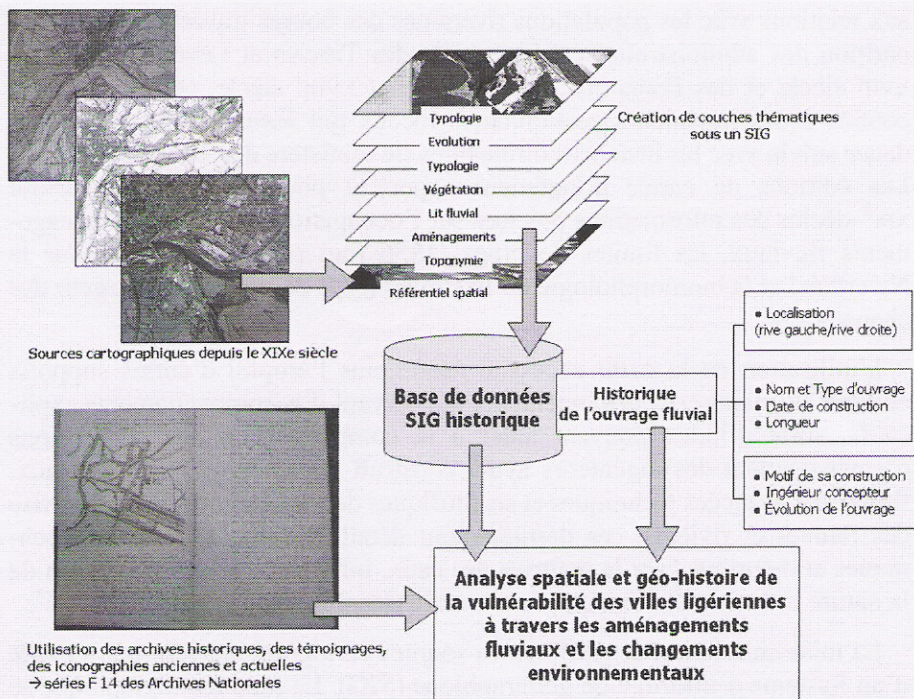 Typologie
Evolution
Typologie
Végétation
Lit fluvial
Aménagements
Toponymie
Référentiel spatial
Création de couches thématiques
sous un SIG
Sources cartographiques depuis le XIXe siècle
Base de données
SIG historique
Historique
de l'ouvrage fluvial
• Localisation
(rive gauche/rive droite)
• Nom et Type d'ouvrage
• Date de construction
• Longueur
• Motif de sa construction
• Ingénieur concepteur
• Évolution de l'ouvrage
Utilisation des archives historiques, des témoignages,
des iconographies anciennes et actuelles
→ séries F 14 des Archives Nationales
Analyse spatiale et géo-histoire de
la vulnérabilité des villes ligériennes
à travers les aménagements
fluviaux et les changements
environnementaux